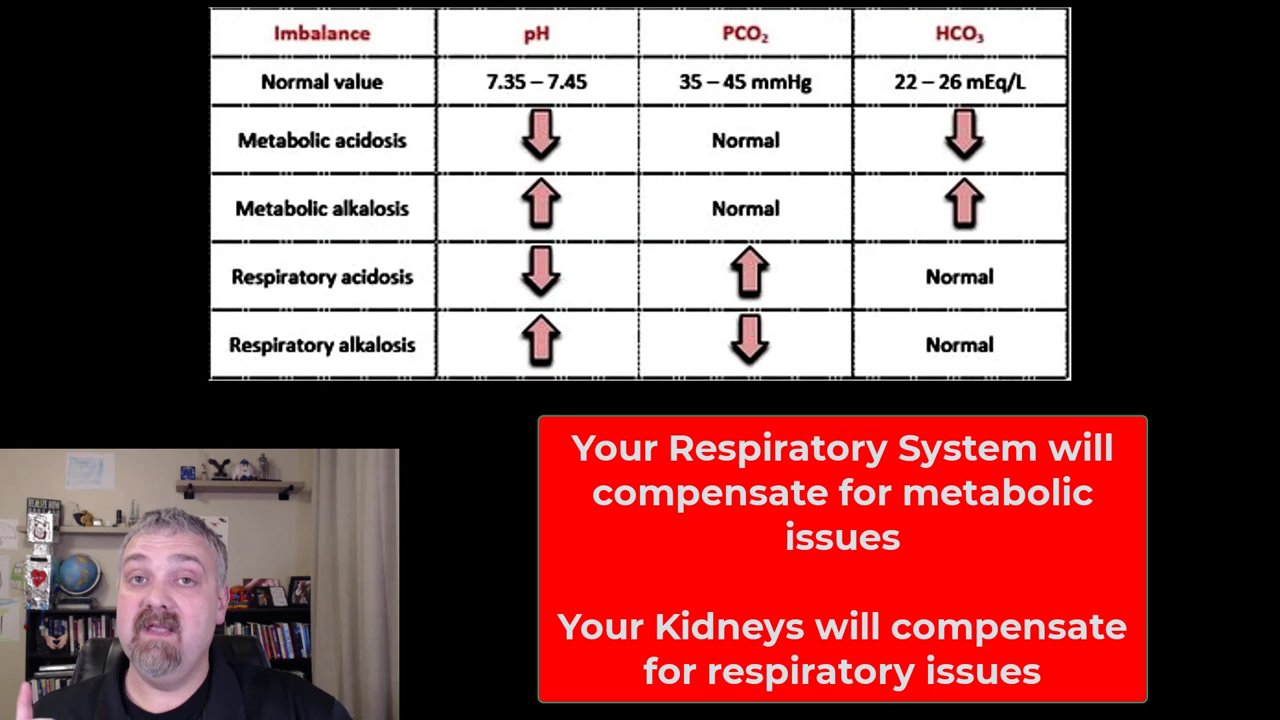 Imbalance pH PCO₂ HCO₃
Normal value 7.35 – 7.45 35 – 45 mmHg 22 – 26 mEq/L
Metabolic acidosis Normal
Metabolic alkalosis Normal
Respiratory acidosis Normal
Respiratory alkalosis Normal
Your Respiratory System will
compensate for metabolic
issues
Your Kidneys will compensate
for respiratory issues